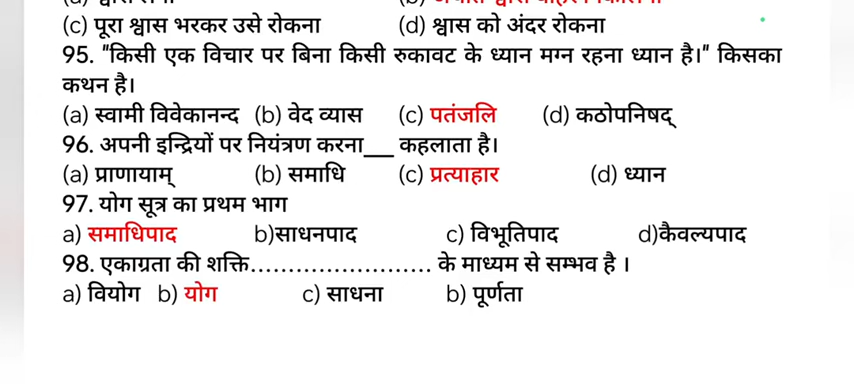 (c) पूरा श्वास भरकर उसे रोकना (d) श्वास को अंदर रोकना
95. "किसी एक विचार पर बिना किसी रुकावट के ध्यान मग्न रहना ध्यान है।" किसका
कथन है।
(a) स्वामी विवेकानन्द (b) वेद व्यास (c) पतंजलि (d) कठोपनिषद्
96. अपनी इन्द्रियों पर नियंत्रण करना___ कहलाता है।
(a) प्राणायाम् (b) समाधि (c) प्रत्याहार (d) ध्यान
97. योग सूत्र का प्रथम भाग
a) समाधिपाद b)साधनपाद c) विभूतिपाद d)कैवल्यपाद
98. एकाग्रता की शक्ति............................ के माध्यम से सम्भव है ।
a) वियोग b) योग c) साधना b) पूर्णता